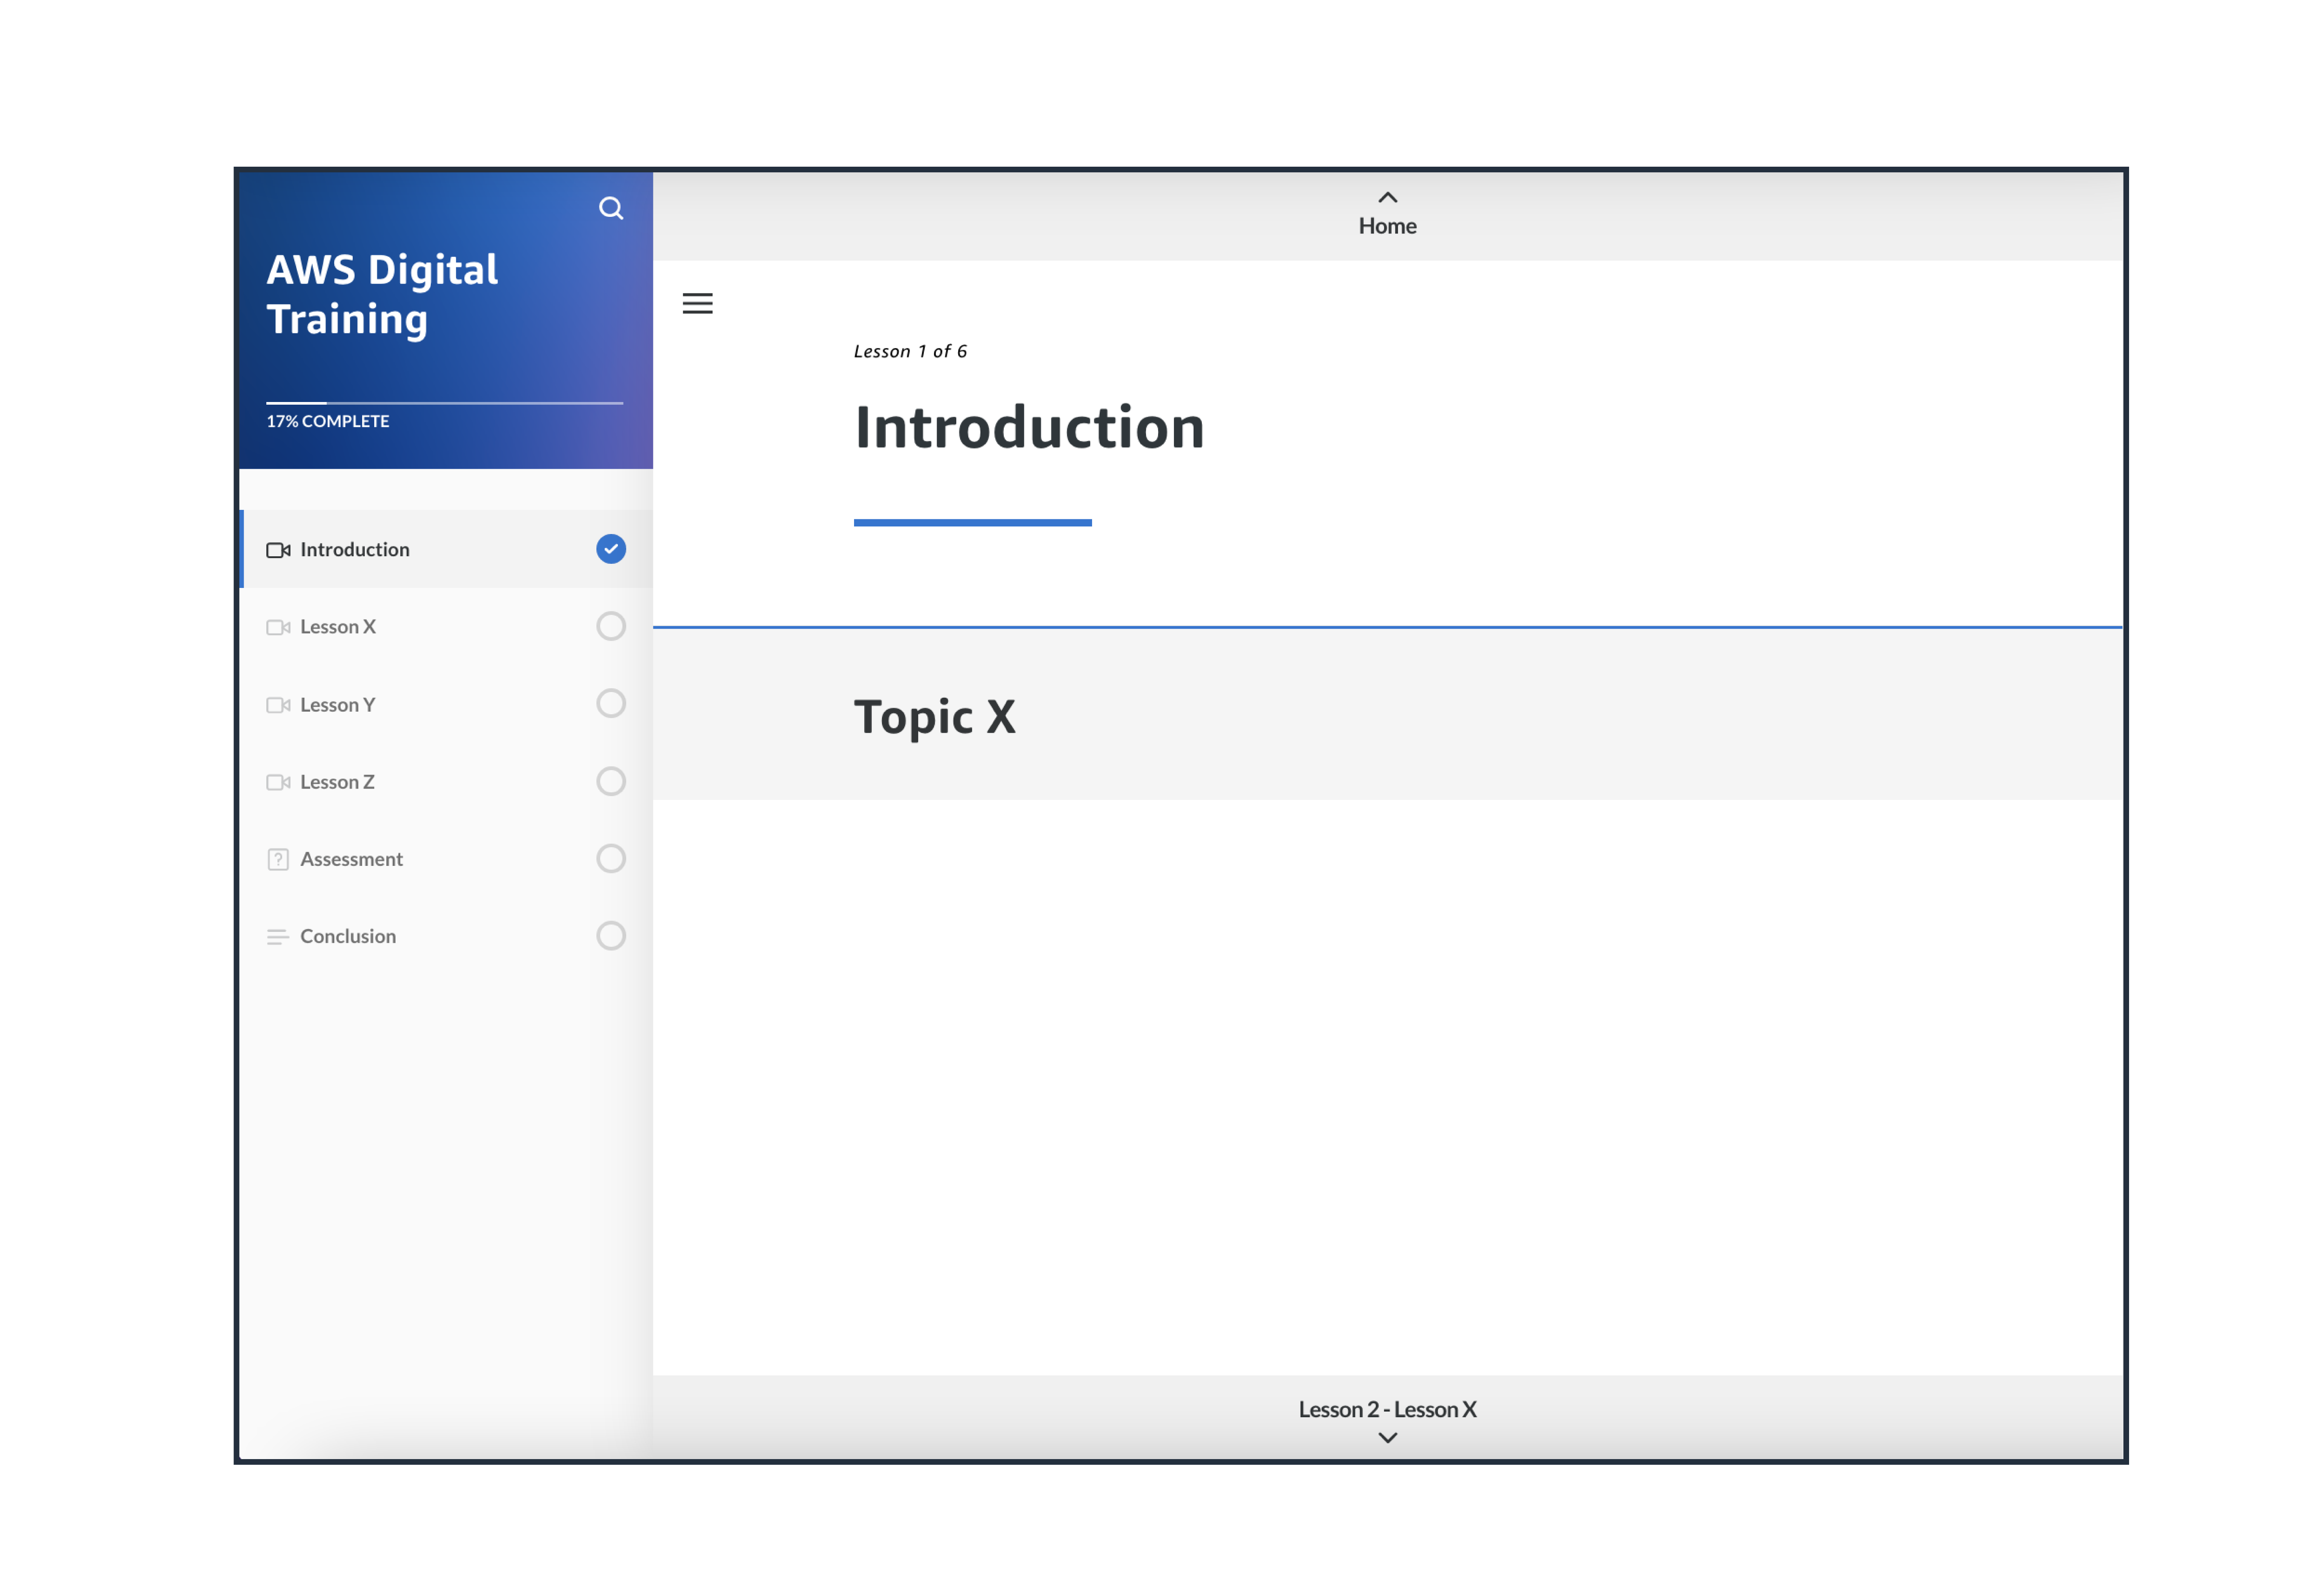 AWS Digital
Training
17% COMPLETE
Introduction
Lesson X
Lesson Y
Lesson Z
Assessment
Conclusion
Home
Lesson 1 of 6
Introduction
Topic X
Lesson 2 - Lesson X